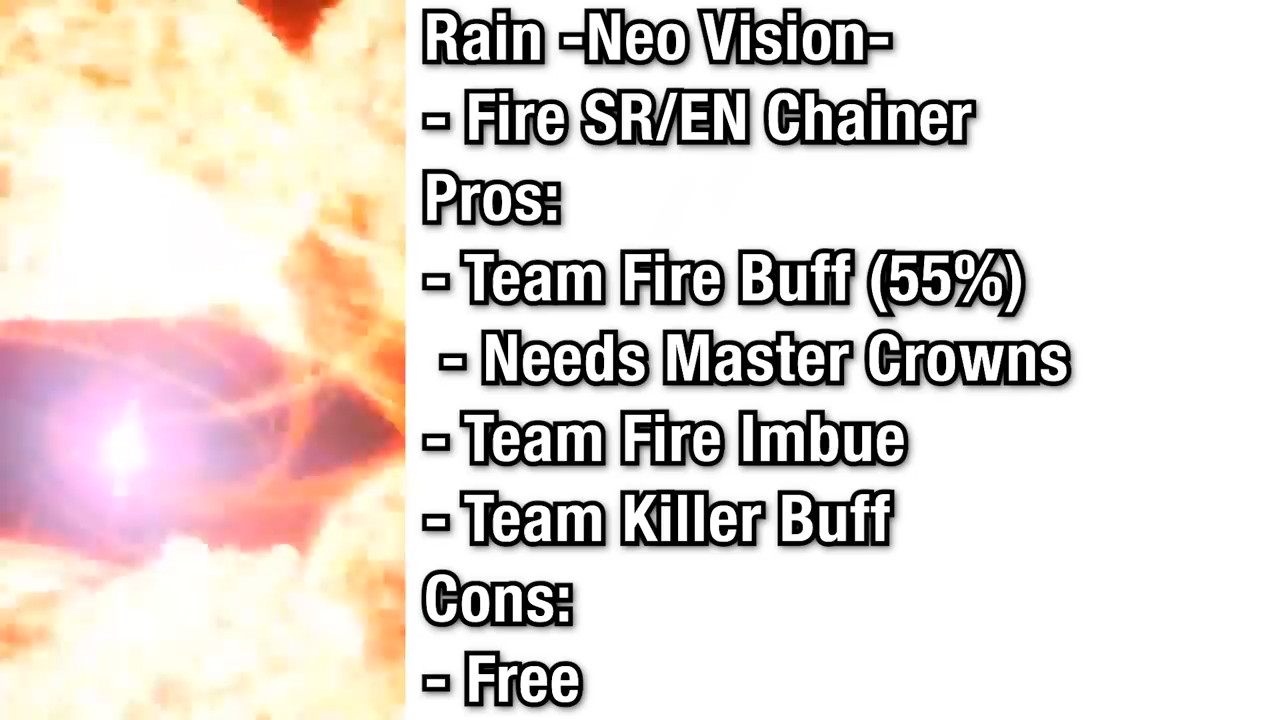 Rain -Neo Vision-
- Fire SR/EN Chainer
Pros:
- Team Fire Buff (55%)
- Needs Master Crowns
- Team Fire Imbue
- Team Killer Buff
Cons:
- Free